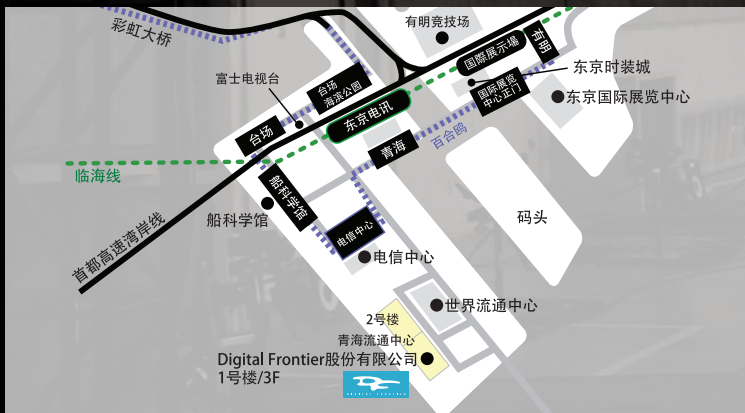 彩虹大桥
有明竞技场
有明
国際展示場
东京时装城
富士电视台
台场
海滨公园
国际展览
中心正门
东京国际展览中心
东京电讯
台场
百合鸥
青海
临海线
船科学馆
船科学馆
码头
电信中心
首都高速湾岸线
电信中心
世界流通中心
2号楼
青海流通中心
Digital Frontier股份有限公司
1号楼/3F
DIGITAL FRONTIER